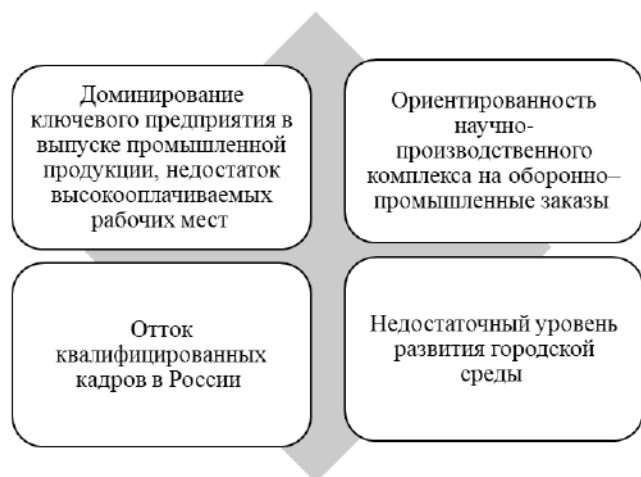 Доминирование
ключевого предприятия в
выпуске промышленной
продукции, недостаток
высокооплачиваемых
рабочих мест
Ориентированность
научно-
производственного
комплекса на оборонно–
промышленные заказы
Отток
квалифицированных
кадров в России
Недостаточный уровень
развития городской
среды